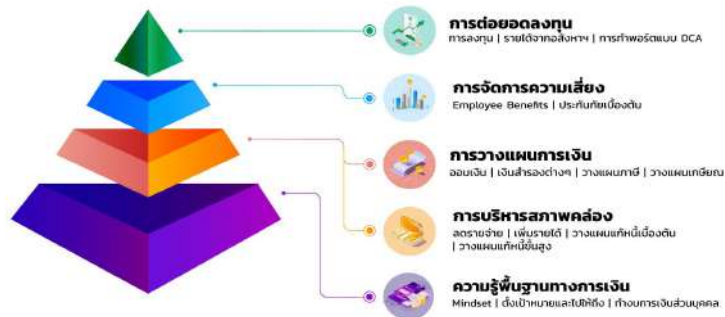 การต่อยอดลงทุน
การลงทุน | รายได้จากอสังหาฯ | การทำพอร์ตแบบ DCA
การจัดการความเสี่ยง
Employee Benefits | ประกันภัยเบื้องต้น
การวางแผนการเงิน
ออมเงิน | เงินสำรองต่างๆ | วางแผนภาษี | วางแผนเกษียณ
การบริหารสภาพคล่อง
ลดรายจ่าย | เพิ่มรายได้ | วางแผนแก้หนี้เบื้องต้น
| วางแผนแก้หนี้ขั้นสูง
ความรู้พื้นฐานทางการเงิน
Mindset | ตั้งเป้าหมายและไปให้ถึง | ทำงบการเงินส่วนบุคคล